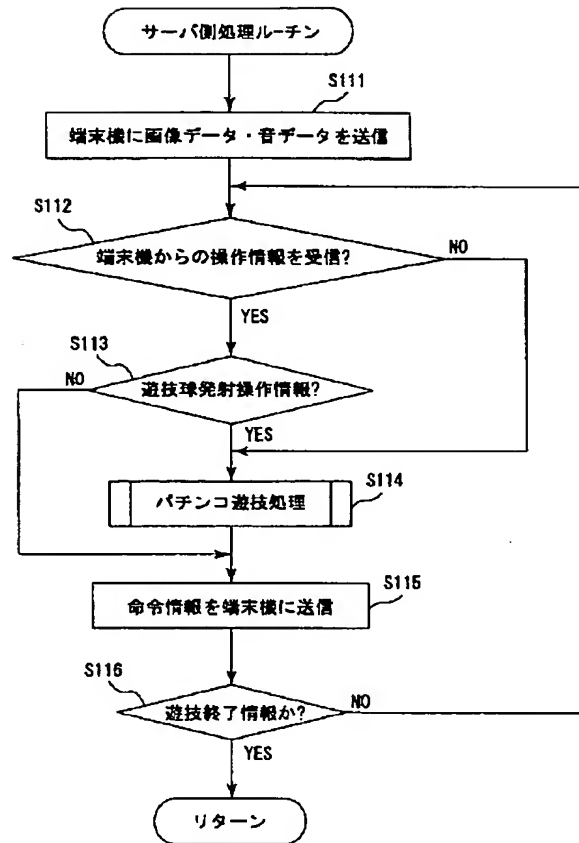 サーバ側処理ルーチン
S111
端末機に画像データ・音データを送信
S112
端末機からの操作情報を受信?
NO
YES
S113
NO
遊技球発射操作情報?
YES
S114
パチンコ遊技処理
S115
命令情報を端末機に送信
S116
遊技終了情報か?
NO
YES
リターン